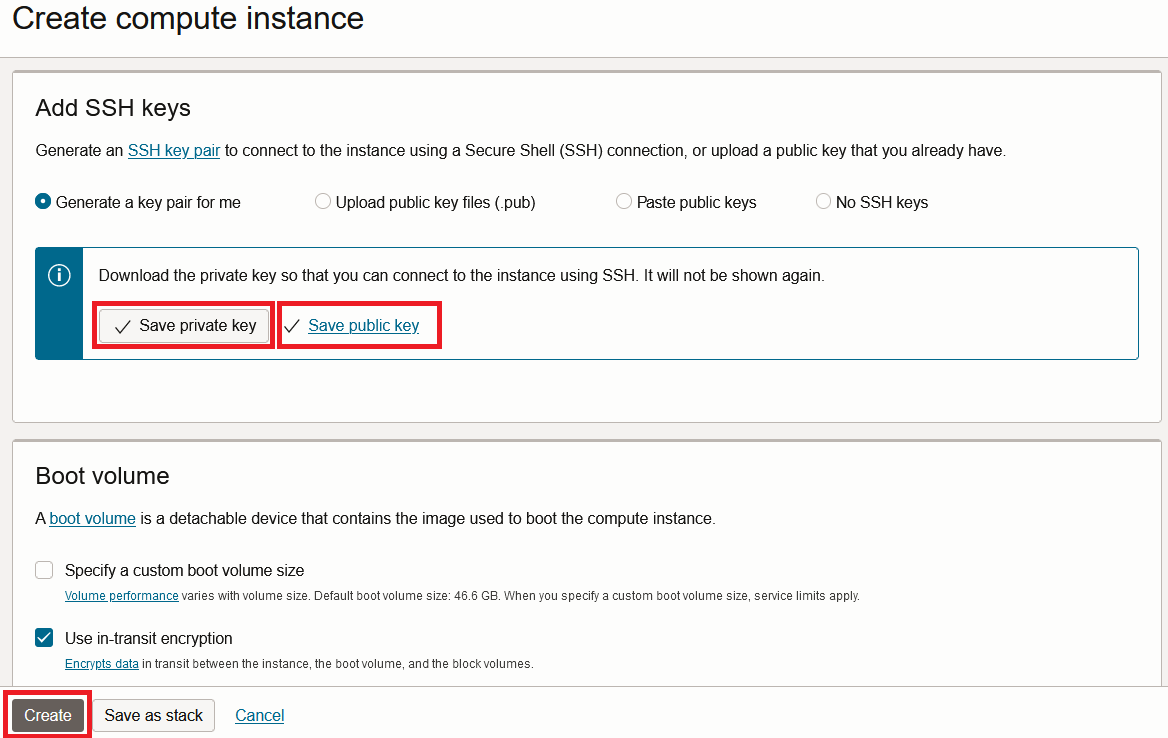 Create compute instance
Add SSH keys
Generate an SSH key pair to connect to the instance using a Secure Shell (SSH) connection, or upload a public key that you already have.
Generate a key pair for me Upload public key files (.pub) Paste public keys No SSH keys
Download the private key so that you can connect to the instance using SSH. It will not be shown again.
Save private key Save public key
Boot volume
A boot volume is a detachable device that contains the image used to boot the compute instance.
Specify a custom boot volume size
Volume performance varies with volume size. Default boot volume size: 46.6 GB. When you specify a custom boot volume size, service limits apply.
Use in-transit encryption
Encrypts data in transit between the instance, the boot volume, and the block volumes.
Create Save as stack Cancel